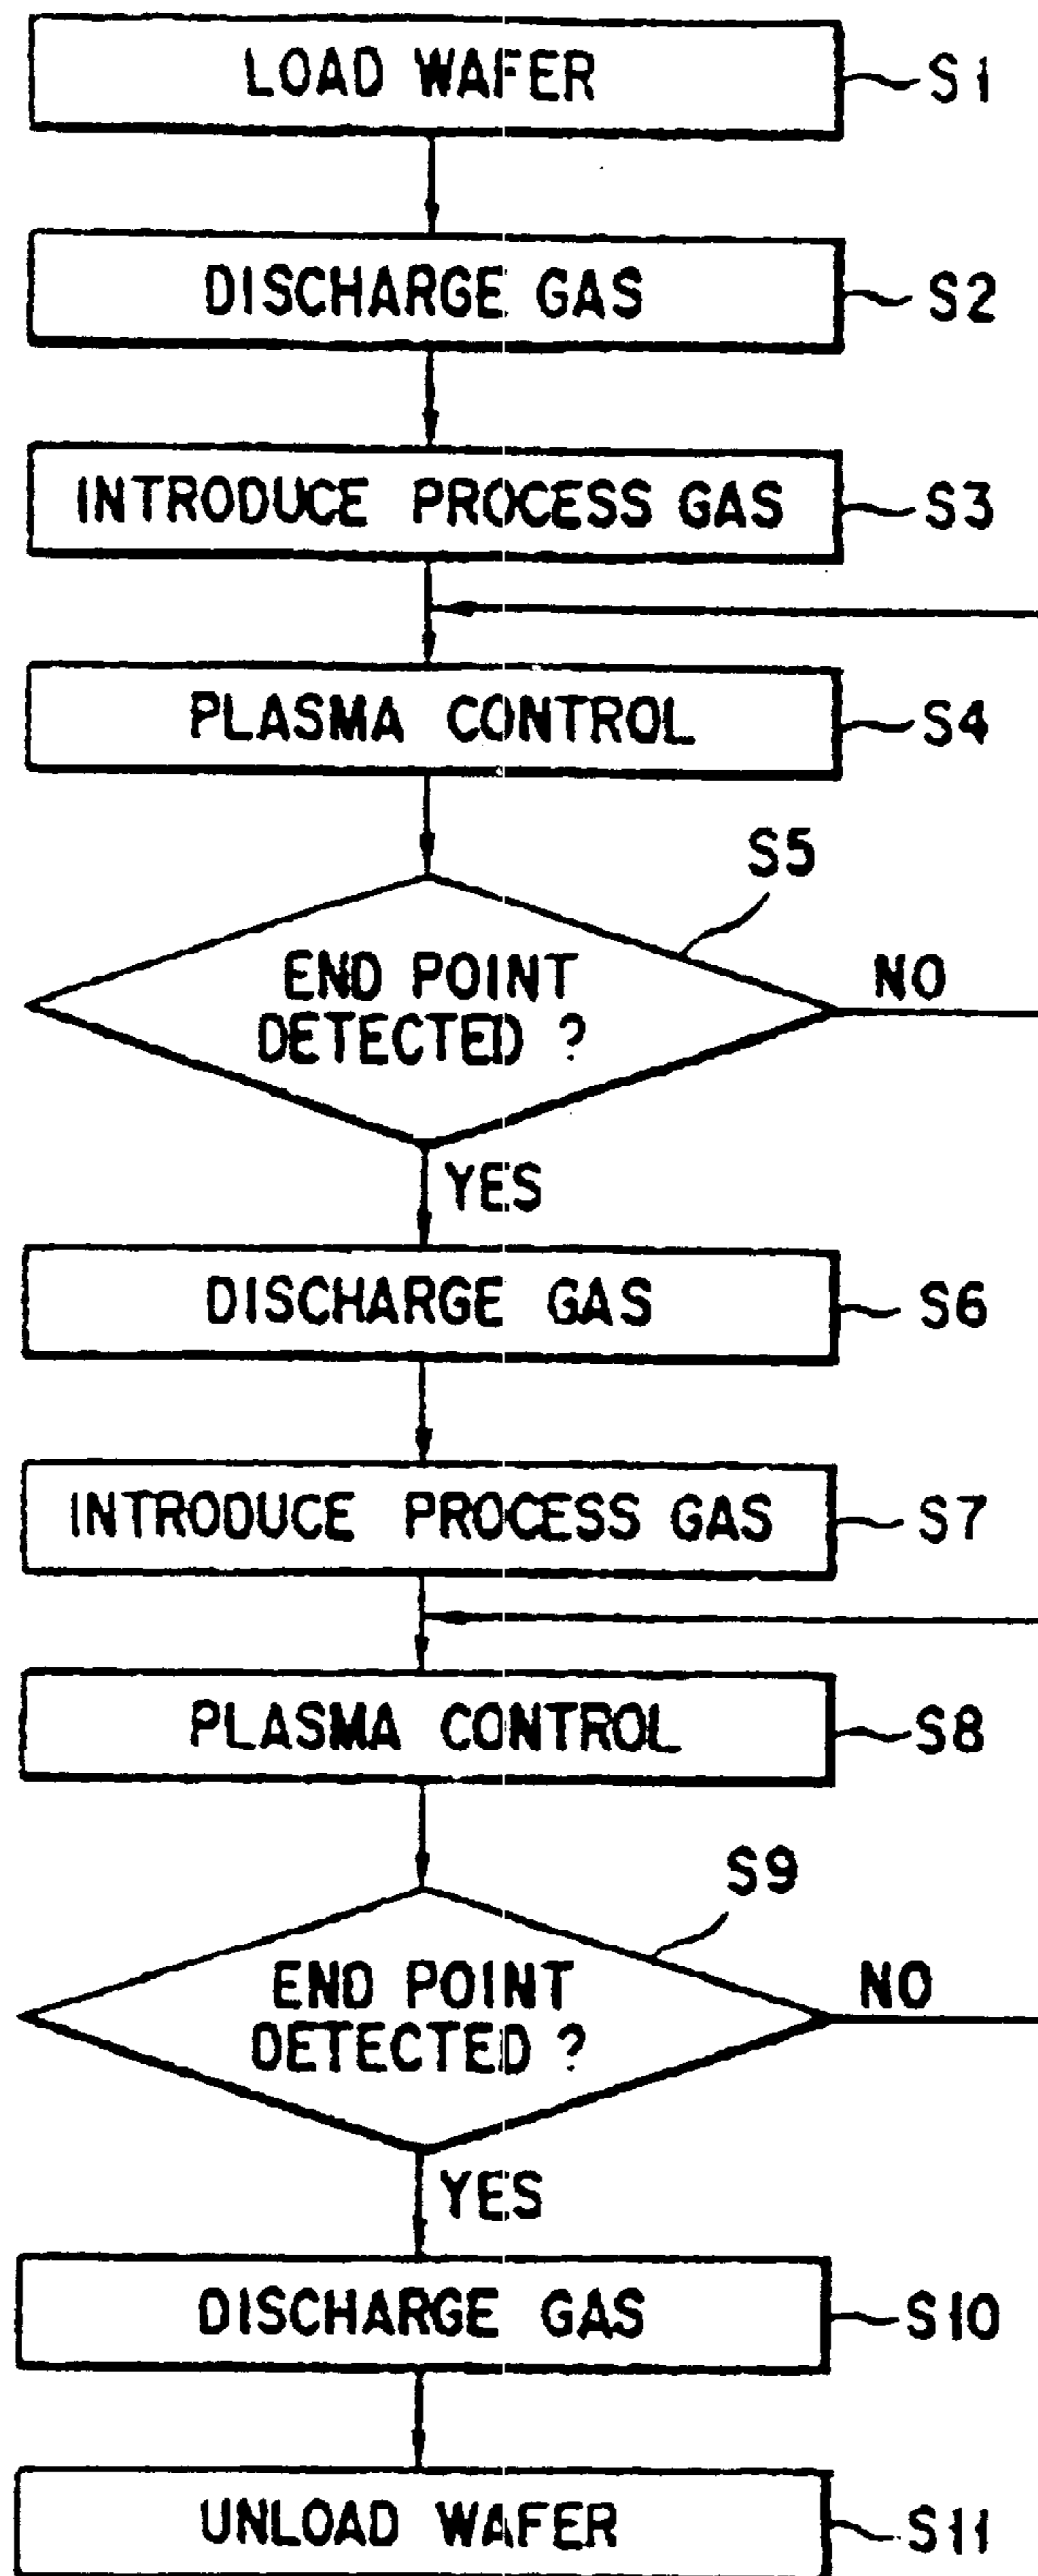 LOAD WAFER S1
DISCHARGE GAS S2
INTRODUCE PROCESS GAS S3
PLASMA CONTROL S4
S5
END POINT NO
DETECTED ?
YES
DISCHARGE GAS S6
INTRODUCE PROCESS GAS S7
PLASMA CONTROL S8
S9
END POINT NO
DETECTED ?
YES
DISCHARGE GAS S10
UNLOAD WAFER S11